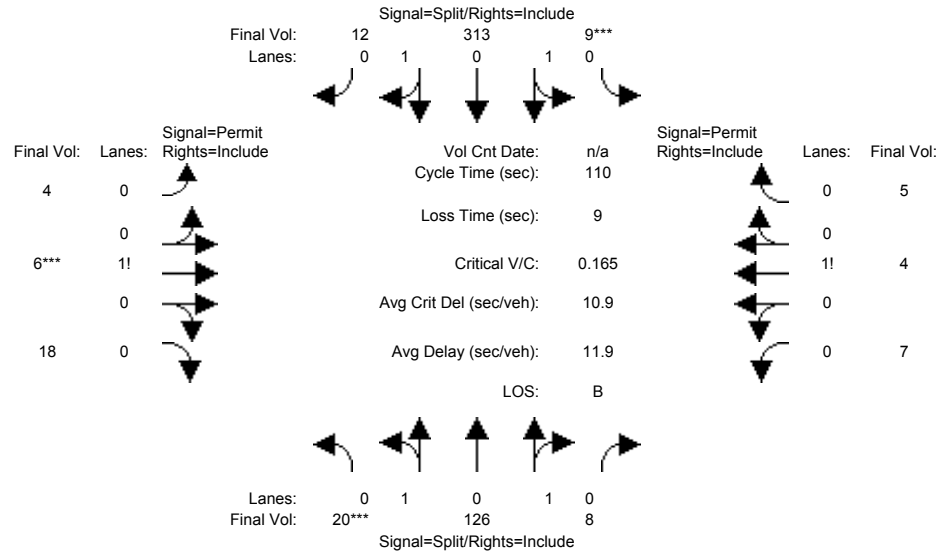 Signal=Split/Rights=Include
Final Vol: 12 313 9***
Lanes: 0 1 0 1 0
Signal=Permit
Final Vol: Lanes: Rights=Include
Vol Cnt Date: n/a
Signal=Permit
Rights=Include Lanes: Final Vol:
Cycle Time (sec): 110
4 0
0 5
Loss Time (sec): 9
0
0
6*** 1!
Critical V/C: 0.165
1! 4
0
Avg Crit Del (sec/veh): 10.9
0
18 0
Avg Delay (sec/veh): 11.9
0 7
LOS: B
Lanes: 0 1 0 1 0
Final Vol: 20*** 126 8
Signal=Split/Rights=Include